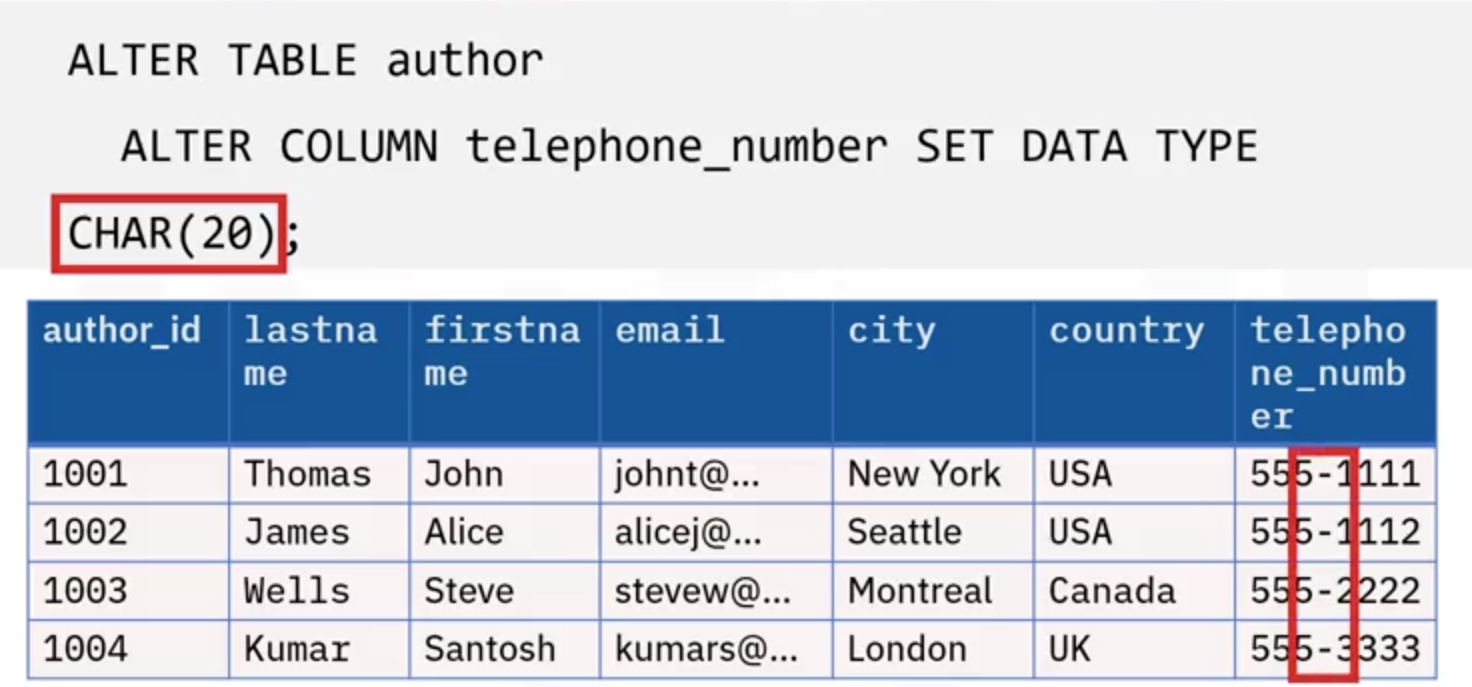 ALTER TABLE author
ALTER COLUMN telephone_number SET DATA TYPE
CHAR(20);
author_id lastna firstna email city country telepho
me me ne_numb
er
1001 Thomas John johnt@... New York USA 555-1111
1002 James Alice alicej@... Seattle USA 555-1112
1003 Wells Steve stevew@... Montreal Canada 555-2222
1004 Kumar Santosh kumars@... London UK 555-3333